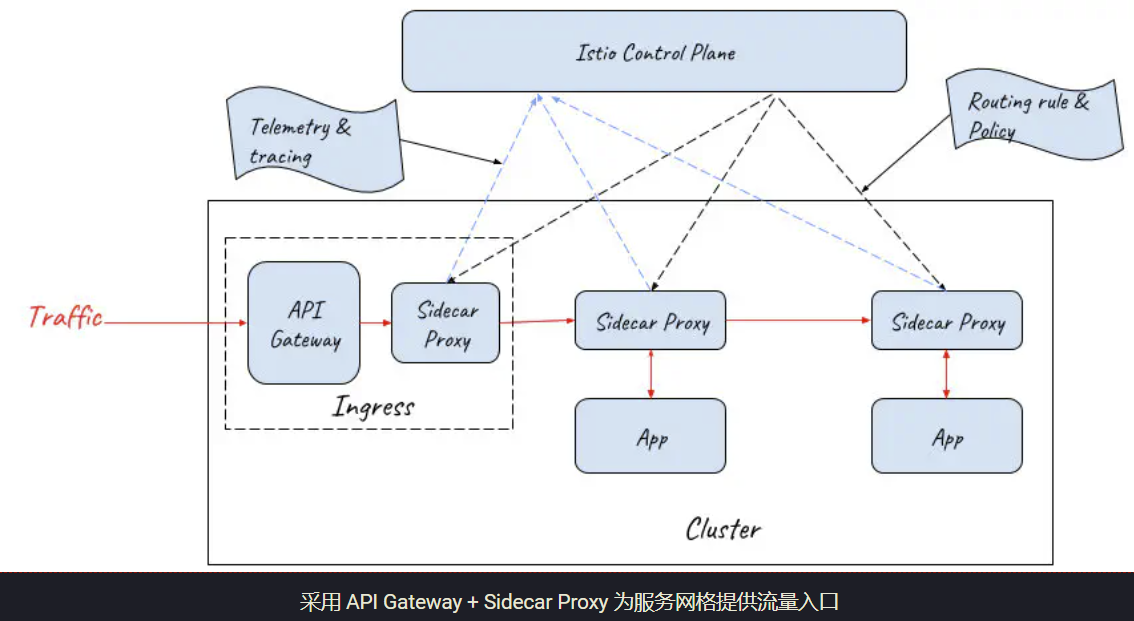 Istio Control Plane
Telemetry &
tracing
Routing rule &
Policy
Traffic
API
Gateway
Sidecar
Proxy
Ingress
Sidecar Proxy
App
Sidecar Proxy
App
Cluster
采用 API Gateway + Sidecar Proxy 为服务网格提供流量入口